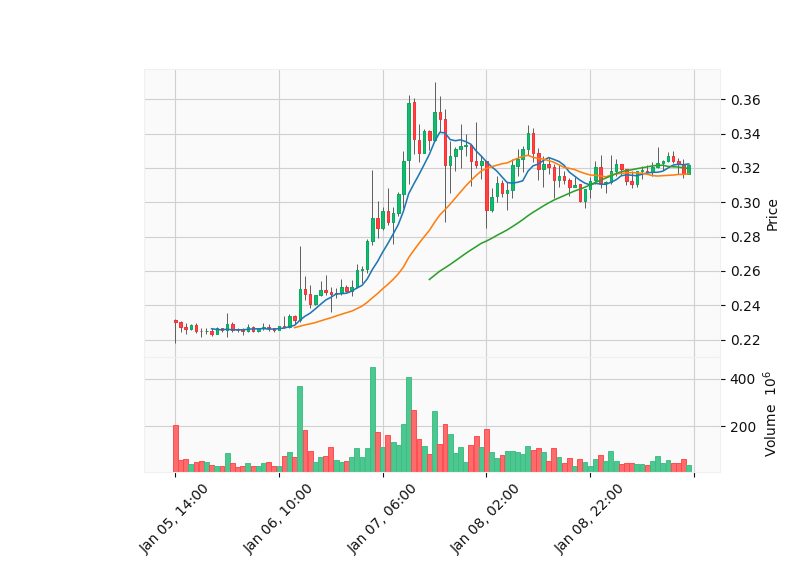 0.36
0.34
0.32
0.30
0.28
0.26
0.24
0.22
Price
400
200
Volume 10^6
Jan 05, 14:00
Jan 06, 10:00
Jan 07, 06:00
Jan 08, 02:00
Jan 08, 22:00